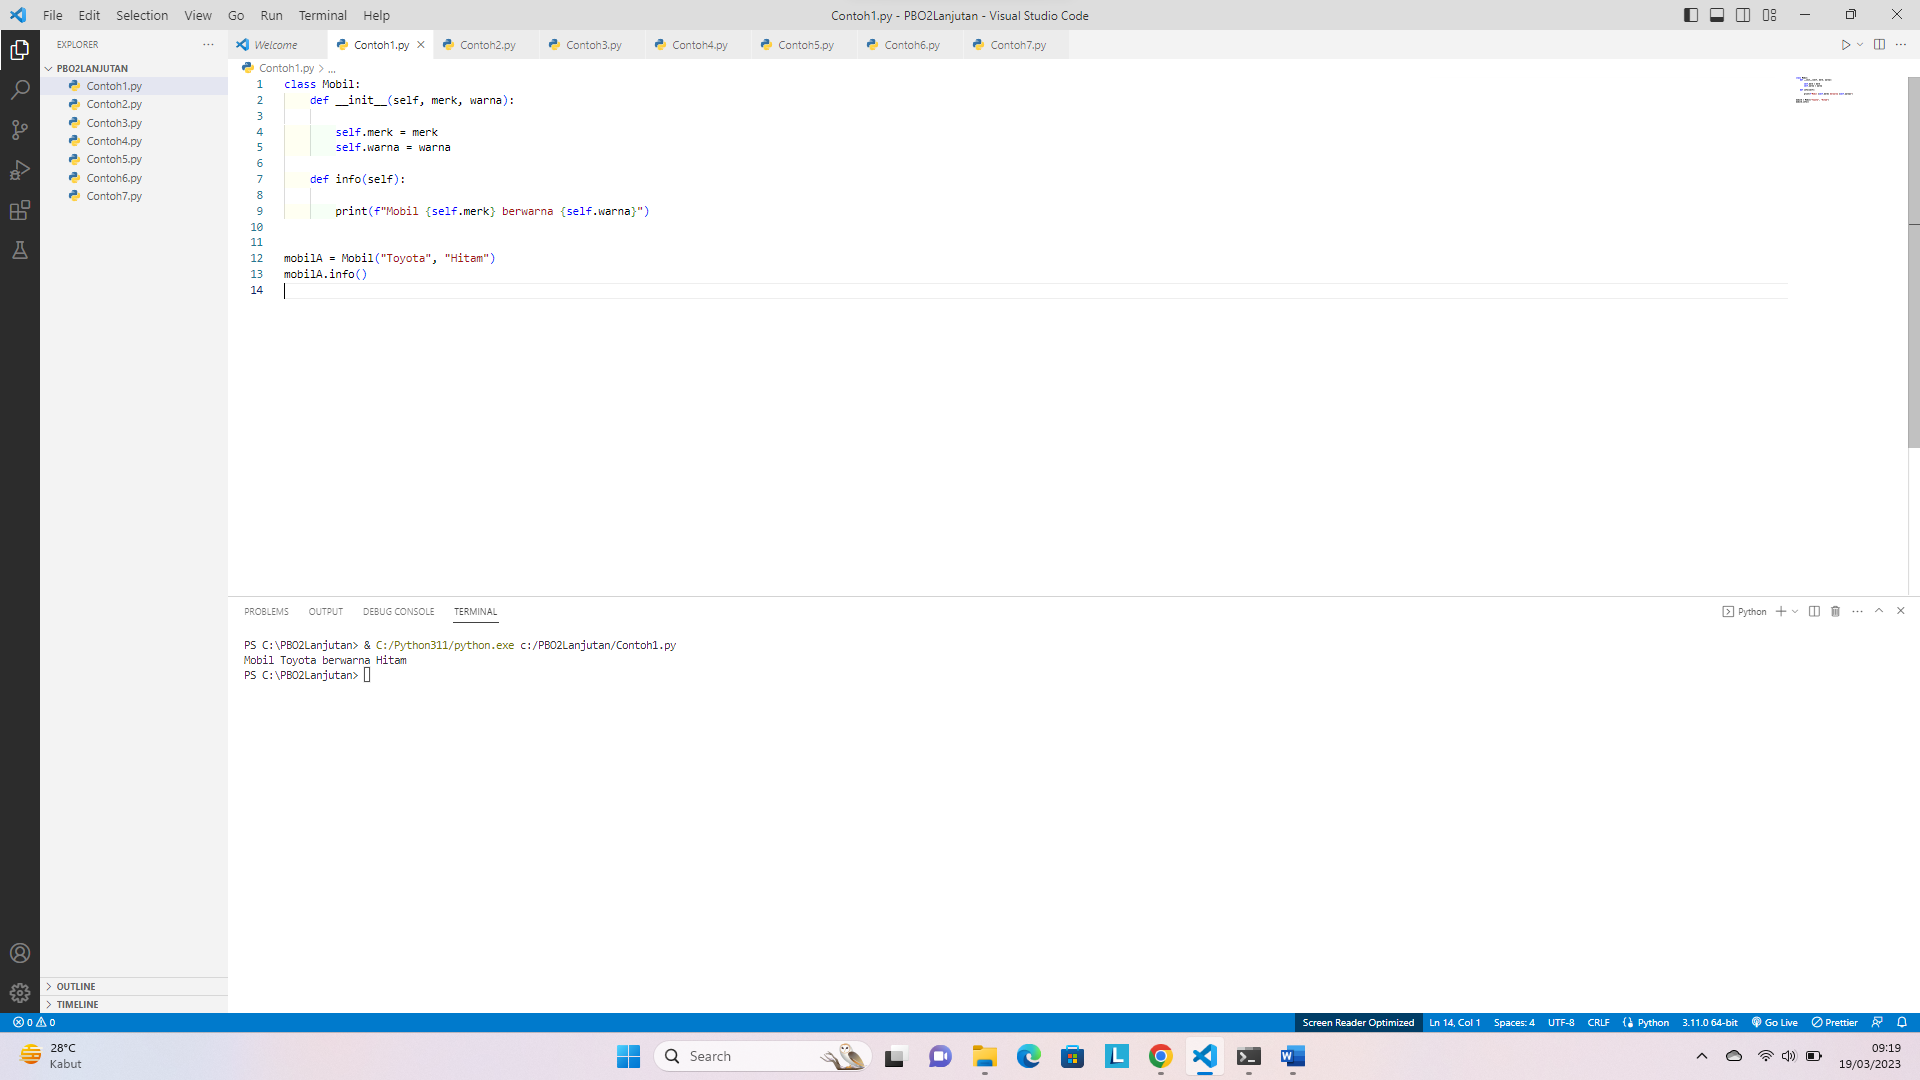 File Edit Selection View Go Run Terminal Help
Contoh1.py - PBO2Lanjutan - Visual Studio Code
EXPLORER
PBO2LANJUTAN
Contoh1.py
Contoh2.py
Contoh3.py
Contoh4.py
Contoh5.py
Contoh6.py
Contoh7.py
OUTLINE
TIMELINE
Welcome Contoh1.py Contoh2.py Contoh3.py Contoh4.py Contoh5.py Contoh6.py Contoh7.py
Contoh1.py > ...
1 class Mobil:
2     def __init__(self, merk, warna):
3
4         self.merk = merk
5         self.warna = warna
6
7     def info(self):
8
9         print(f"Mobil {self.merk} berwarna {self.warna}")
10
11
12 mobilA = Mobil("Toyota", "Hitam")
13 mobilA.info()
14
PROBLEMS OUTPUT DEBUG CONSOLE TERMINAL
Python
PS C:\PBO2Lanjutan> & C:/Python311/python.exe c:/PBO2Lanjutan/Contoh1.py
Mobil Toyota berwarna Hitam
PS C:\PBO2Lanjutan>
0 0
Screen Reader Optimized Ln 14, Col 1 Spaces: 4 UTF-8 CRLF Python 3.11.0 64-bit Go Live Prettier
28°C
Kabut
Search
09:19
19/03/2023